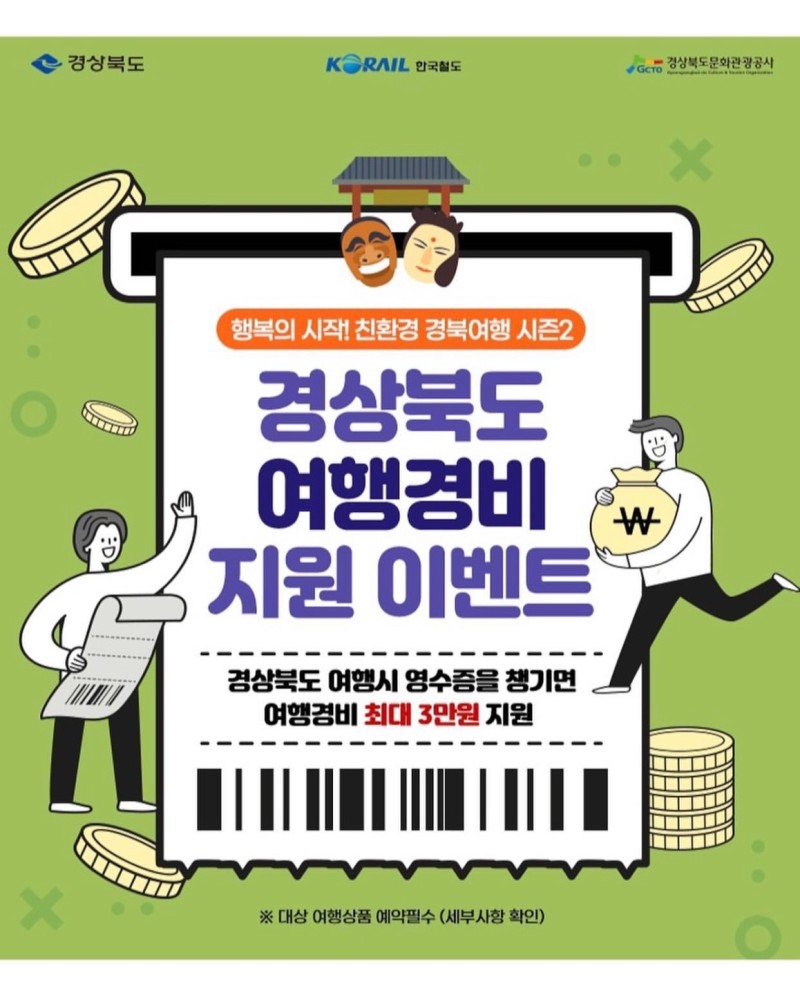 경상북도
KORAIL 한국철도
GCTO 경상북도문화관광공사
행복의 시작! 친환경 경북여행 시즌2
경상북도
여행경비
지원 이벤트
₩
경상북도 여행시 영수증을 챙기면
여행경비 최대 3만원 지원
※ 대상 여행상품 예약필수 (세부사항 확인)